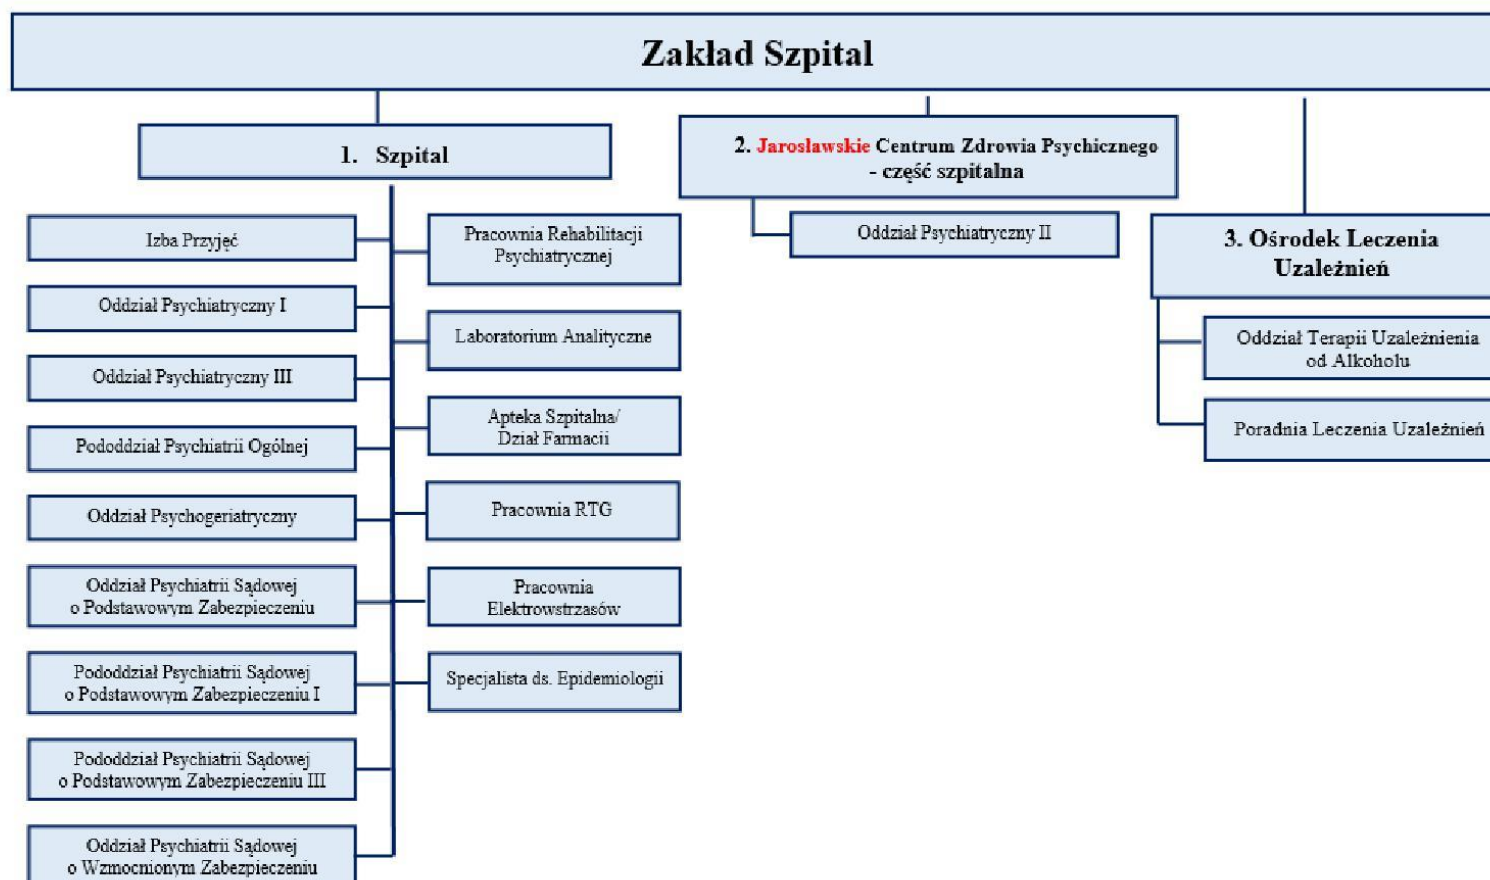 Zakład Szpital
1. Szpital
Izba Przyjęć
Oddział Psychiatryczny I
Oddział Psychiatryczny III
Pododdział Psychiatrii Ogólnej
Oddział Psychogeriatryczny
Oddział Psychiatrii Sądowej
o Podstawowym Zabezpieczeniu
Pododdział Psychiatrii Sądowej
o Podstawowym Zabezpieczeniu I
Pododdział Psychiatrii Sądowej
o Podstawowym Zabezpieczeniu III
Oddział Psychiatrii Sądowej
o Wzmocnionym Zabezpieczeniu
Pracownia Rehabilitacji
Psychiatrycznej
Laboratorium Analityczne
Apteka Szpitalna/
Dział Farmacii
Pracownia RTG
Pracownia
Elektrowstrzasów
Specjalista ds. Epidemiologii
2. Jarosławskie Centrum Zdrowia Psychicznego
- część szpitalna
Oddział Psychiatryczny II
3. Ośrodek Leczenia
Uzależnień
Oddział Terapii Uzależnienia
od Alkoholu
Poradnia Leczenia Uzależnień